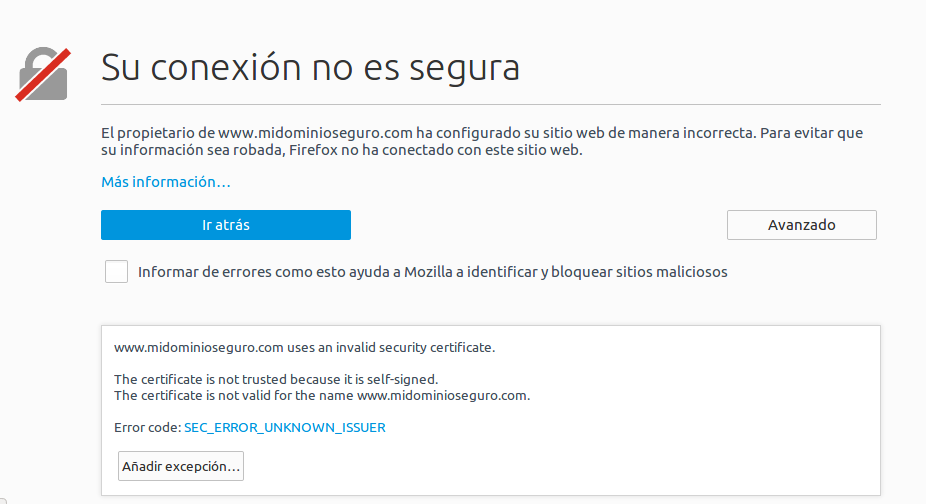 Su conexión no es segura
El propietario de www.midominioseguro.com ha configurado su sitio web de manera incorrecta. Para evitar que
su información sea robada, Firefox no ha conectado con este sitio web.
Más información…
Ir atrás
Avanzado
Informar de errores como esto ayuda a Mozilla a identificar y bloquear sitios maliciosos
www.midominioseguro.com uses an invalid security certificate.
The certificate is not trusted because it is self-signed.
The certificate is not valid for the name www.midominioseguro.com.
Error code: SEC_ERROR_UNKNOWN_ISSUER
Añadir excepción…